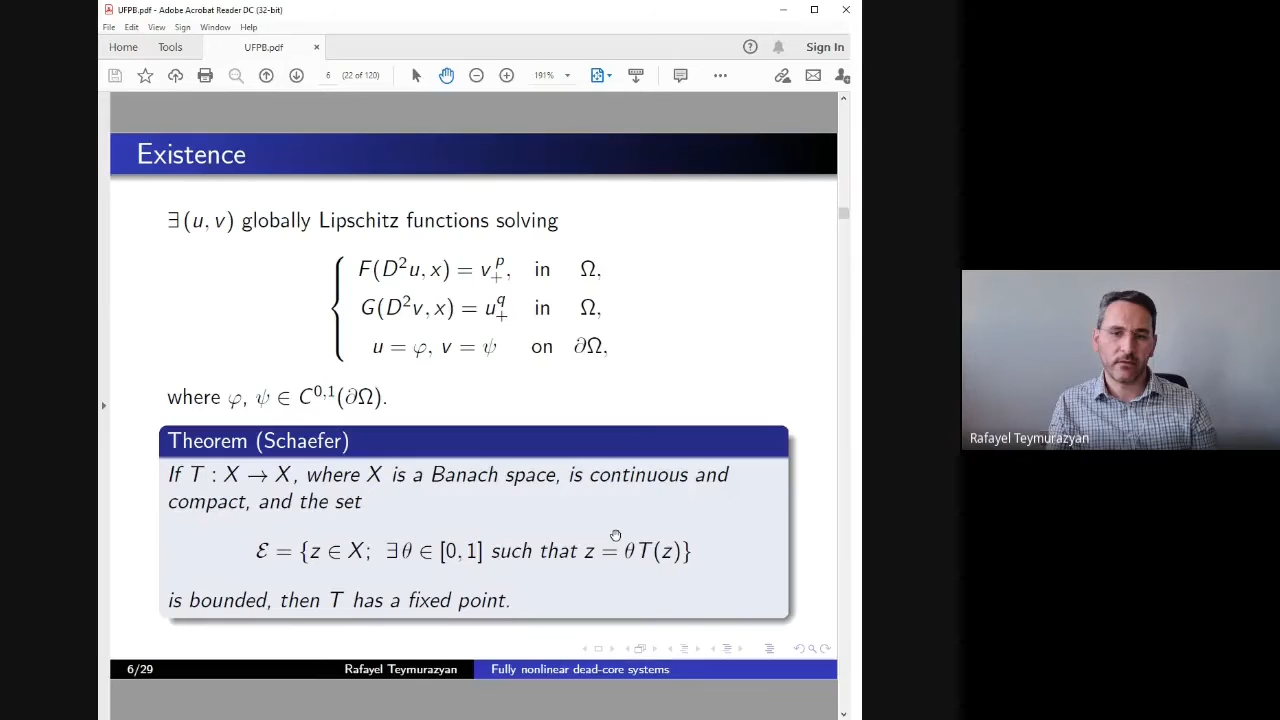 UFPB.pdf - Adobe Acrobat Reader DC (32-bit)
File Edit View Sign Window Help
Home Tools UFPB.pdf × Sign In
6 (22 of 120) 191%
Existence
∃(u, v) globally Lipschitz functions solving
F(D²u, x) = v₊ᵖ, in Ω,
G(D²v, x) = u₊^q in Ω,
u = φ, v = ψ on ∂Ω,
where φ, ψ ∈ C^{0,1}(∂Ω).
Theorem (Schaefer)
If T : X → X, where X is a Banach space, is continuous and
compact, and the set
ℰ = {z ∈ X; ∃θ ∈ [0, 1] such that z = θT(z)}
is bounded, then T has a fixed point.
6/29 Rafayel Teymurazyan Fully nonlinear dead-core systems
Rafayel Teymurazyan